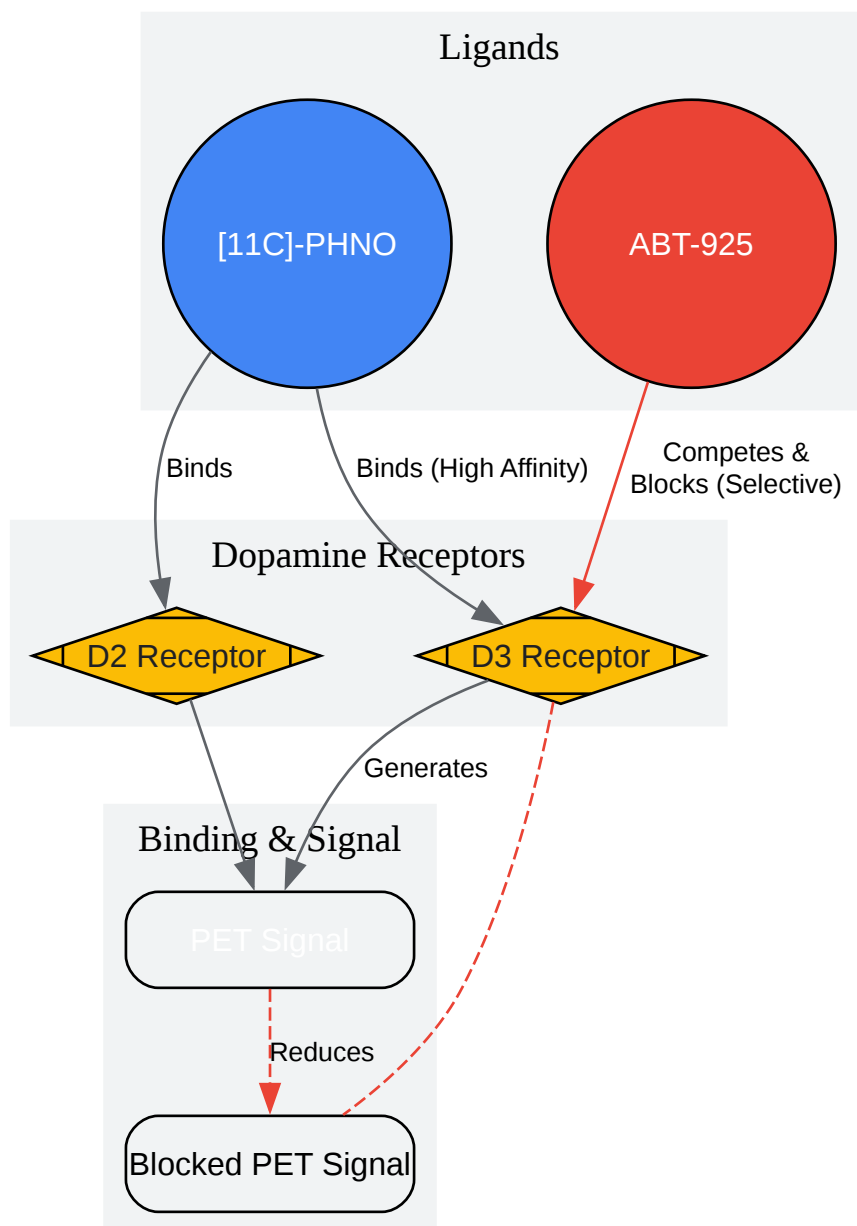 Ligands
[11C]-PHNO
ABT-925
Binds
Binds (High Affinity)
Competes &
Blocks (Selective)
Dopamine Receptors
D2 Receptor
D3 Receptor
Generates
Binding & Signal
PET Signal
Reduces
Blocked PET Signal